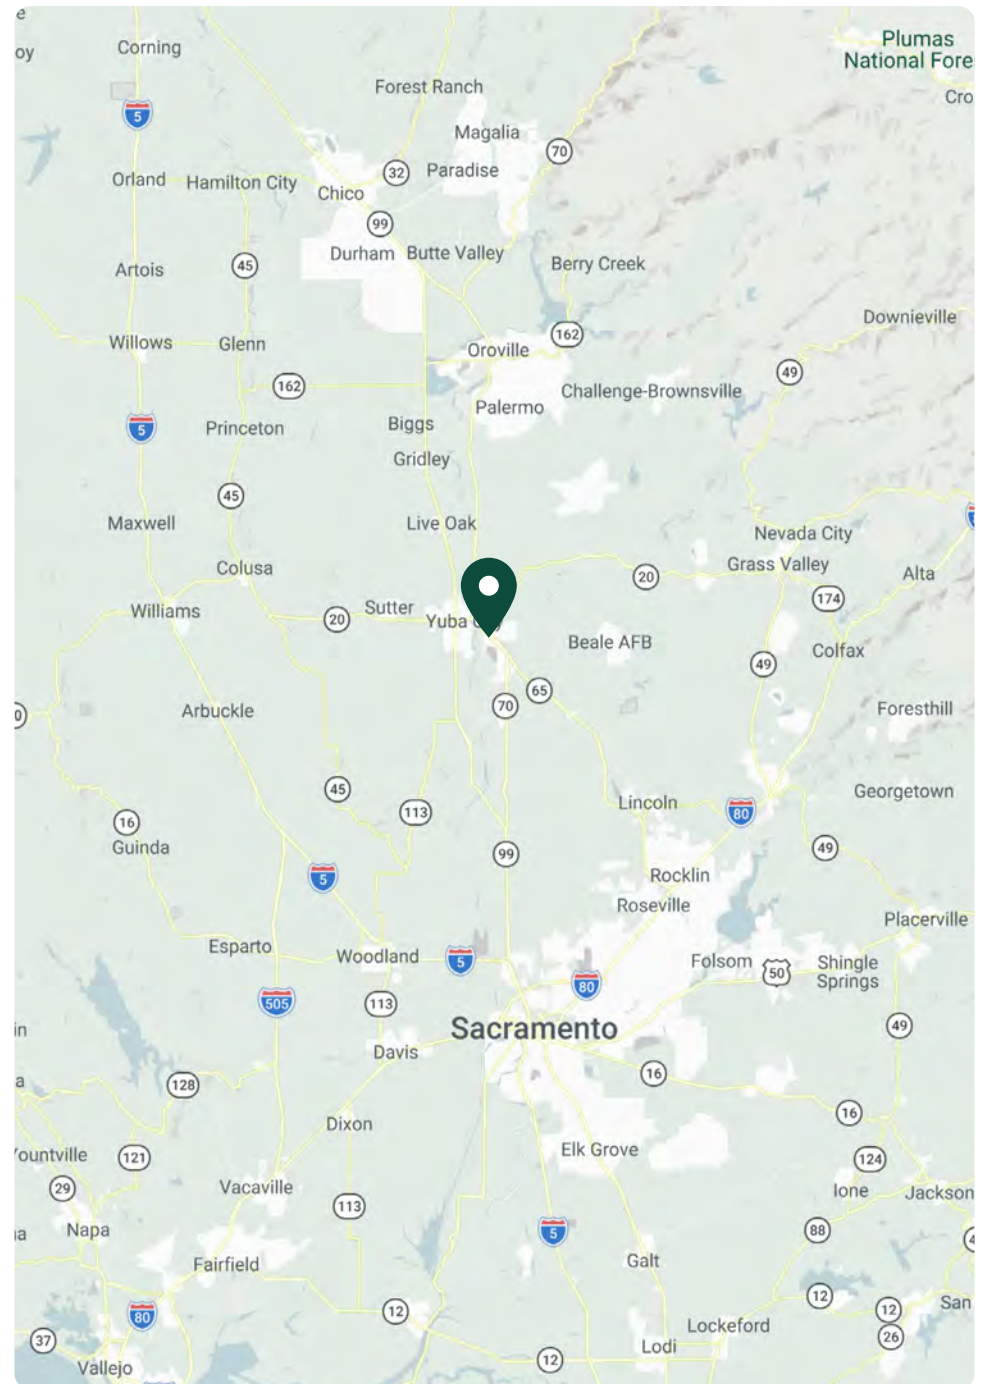 e
oy
Corning
Plumas
National Fore
Cro
Forest Ranch
5
Magalia
70
32
Paradise
Orland
Hamilton City
Chico
99
Durham
Butte Valley
45
Berry Creek
Artois
Downieville
162
Willows
Glenn
Oroville
49
162
Challenge-Brownsville
Palermo
5
Princeton
Biggs
Gridley
45
Maxwell
Live Oak
Nevada City
Colusa
Grass Valley
20
Alta
174
Williams
20
Sutter
Yuba C
Beale AFB
49
Colfax
65
70
0
Arbuckle
Foresthill
45
Georgetown
113
Lincoln
80
16
Guinda
99
49
5
Rocklin
Roseville
Placerville
Esparto
Woodland
5
Folsom
50
Shingle
Springs
80
505
113
Sacramento
49
in
Davis
16
a
128
16
Dixon
Elk Grove
ountville
121
124
29
Vacaville
Ione
Jackson
113
Napa
5
88
4
a
Fairfield
Galt
12
12
12
San
80
26
Lockeford
37
Lodi
12
Vallejo